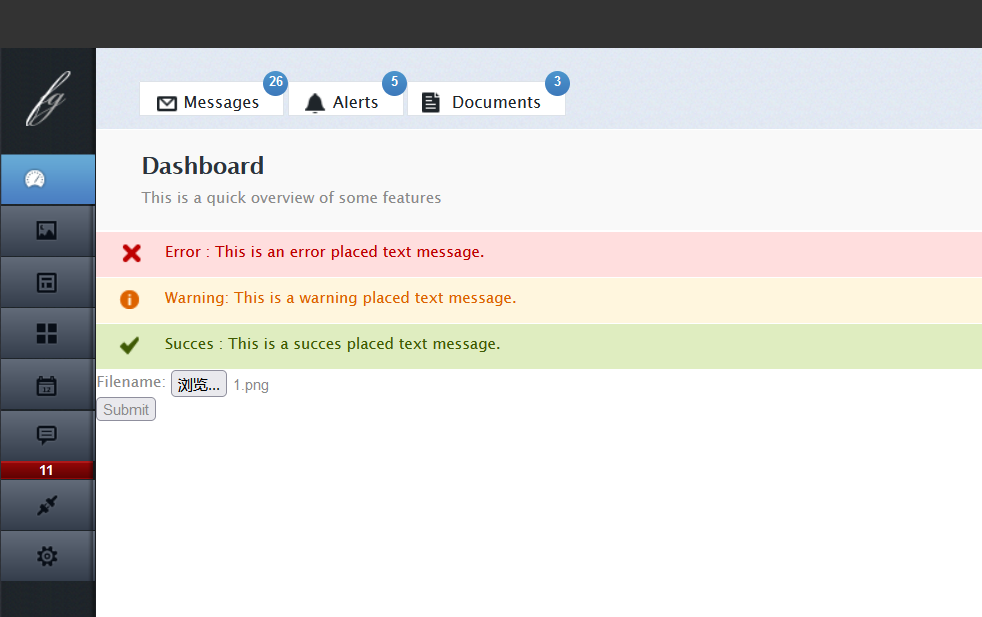 fg
26
5
3
Messages
Alerts
Documents
Dashboard
This is a quick overview of some features
Error : This is an error placed text message.
Warning: This is a warning placed text message.
Succes : This is a succes placed text message.
Filename: 浏览... 1.png
Submit
12
11